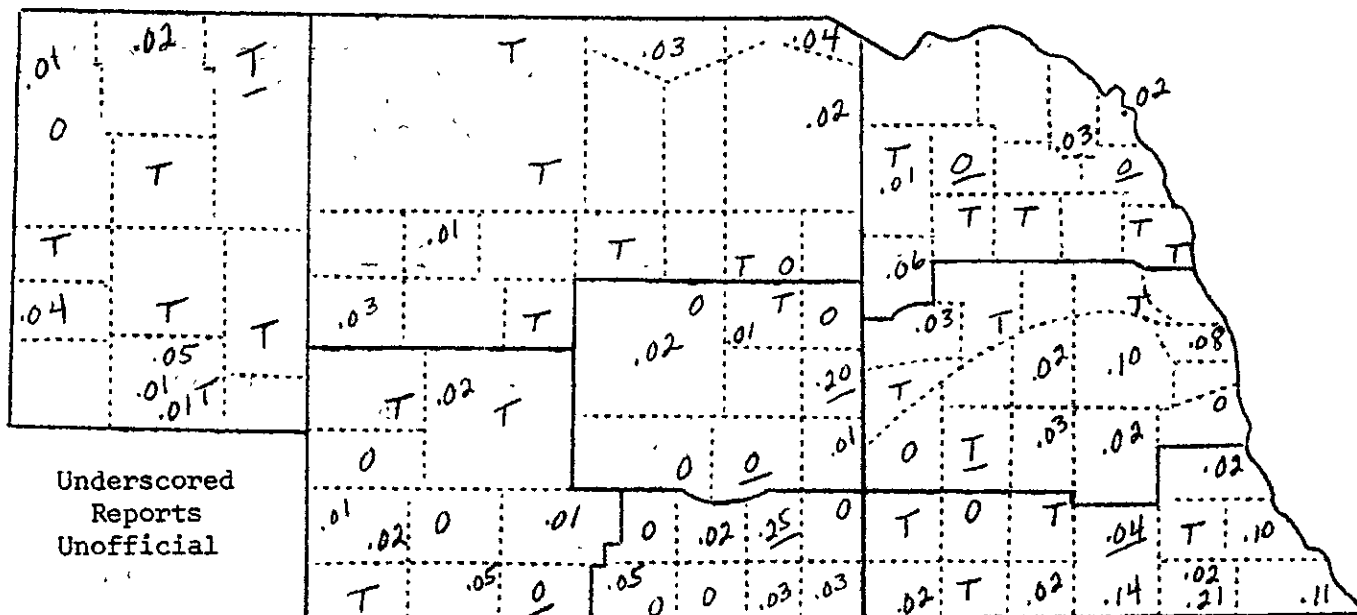 .02 T T .03 .04
.01 0 .02 .02
T T T .01 0 .03 0
T .01 T T 0 .06 T T T T
.04 T T .03 T 0 T 0 .03 T T .08
.05 .02 .01 .02 .10
.01 .01 T T .02 T .20 T 0
0 0 0 .01 0 T .03 .02
Underscored
Reports
Unofficial
.02
.01 .02 0 .01 0 .02 .25 0 T 0 T .04 T .10
T .05 0 .05 0 0 .03 .03 .02 T .02 .14 .02 .21 .11